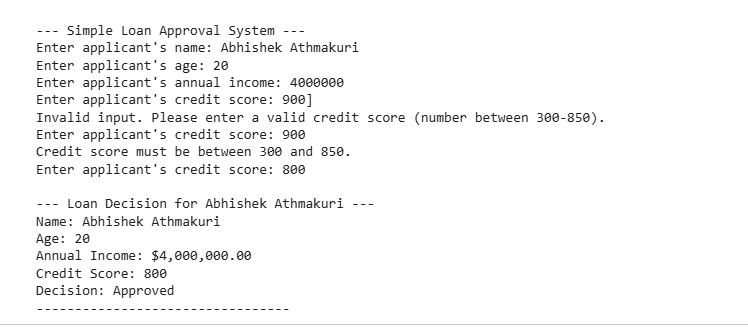 --- Simple Loan Approval System ---
Enter applicant's name: Abhishek Athmakuri
Enter applicant's age: 20
Enter applicant's annual income: 4000000
Enter applicant's credit score: 900]
Invalid input. Please enter a valid credit score (number between 300-850).
Enter applicant's credit score: 900
Credit score must be between 300 and 850.
Enter applicant's credit score: 800
--- Loan Decision for Abhishek Athmakuri ---
Name: Abhishek Athmakuri
Age: 20
Annual Income: $4,000,000.00
Credit Score: 800
Decision: Approved
---------------------------------